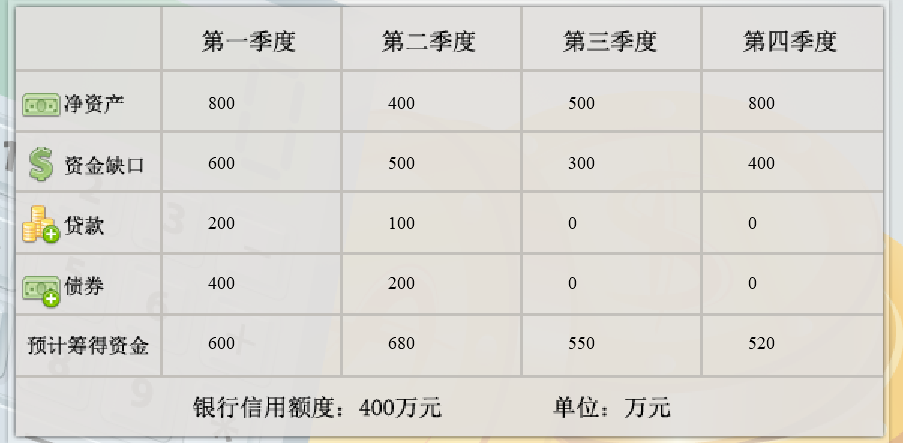 第一季度 第二季度 第三季度 第四季度
净资产 800 400 500 800
资金缺口 600 500 300 400
贷款 200 100 0 0
债券 400 200 0 0
预计筹得资金 600 680 550 520
银行信用额度：400万元 单位：万元